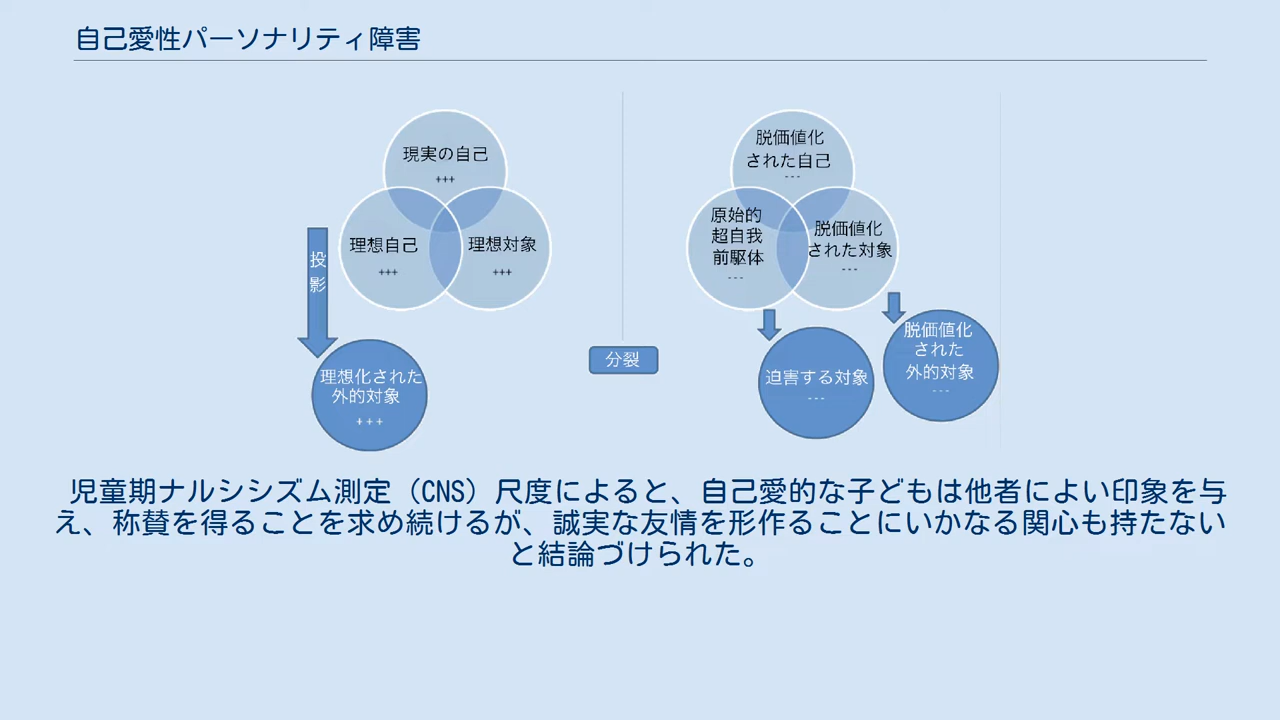 自己愛性パーソナリティ障害
現実の自己
+++
理想自己
+++
理想対象
+++
投
影
理想化された
外的対象
+++
分裂
脱価値化
された自己
---
原始的
超自我
前駆体
---
脱価値化
された対象
---
迫害する対象
---
脱価値化
された
外的対象
---
児童期ナルシシズム測定（CNS）尺度によると、自己愛的な子どもは他者によい印象を与
え、称賛を得ることを求め続けるが、誠実な友情を形作ることにいかなる関心も持たない
と結論づけられた。